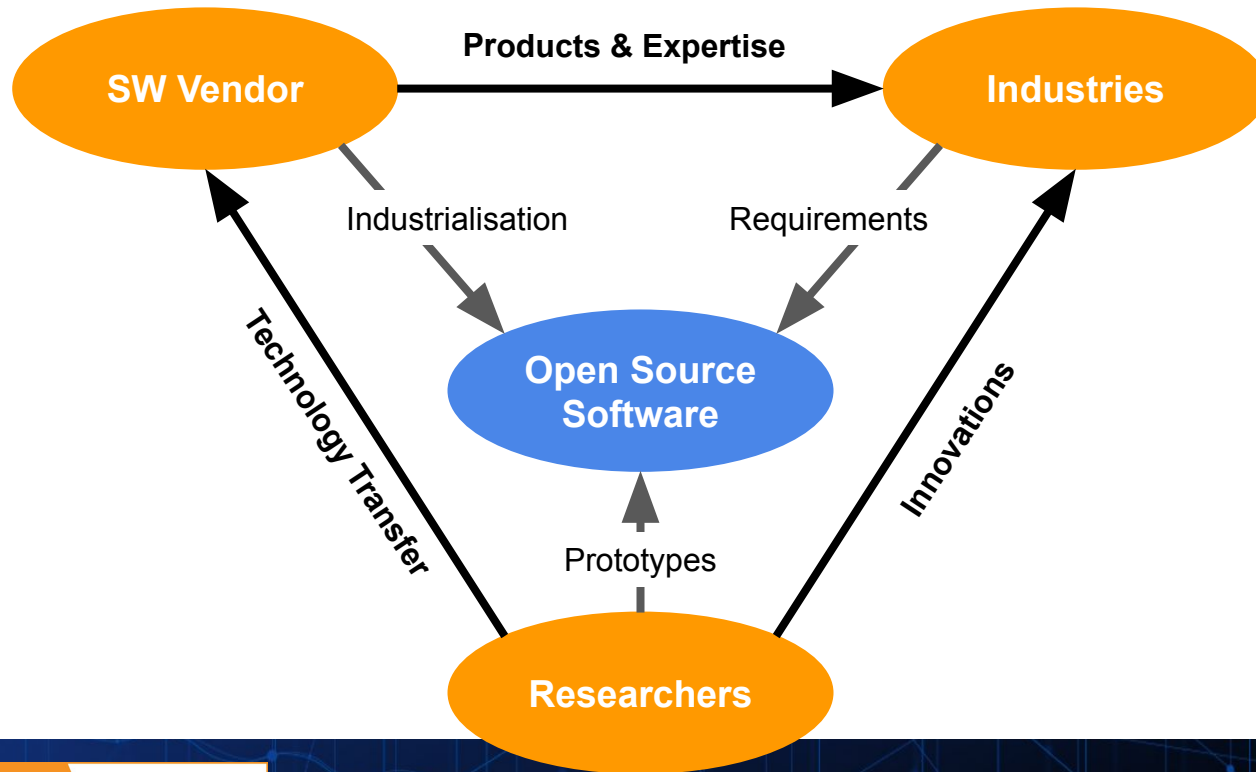 Products & Expertise
SW Vendor
Industries
Industrialisation
Requirements
Technology Transfer
Open Source
Software
Innovations
Prototypes
Researchers